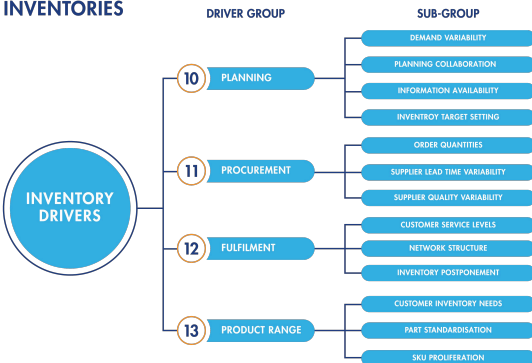 INVENTORIES
DRIVER GROUP
SUB-GROUP
INVENTORY
DRIVERS
10
PLANNING
DEMAND VARIABILITY
PLANNING COLLABORATION
INFORMATION AVAILABILITY
INVENTROY TARGET SETTING
11
PROCUREMENT
ORDER QUANTITIES
SUPPLIER LEAD TIME VARIABILITY
SUPPLIER QUALITY VARIABILITY
12
FULFILMENT
CUSTOMER SERVICE LEVELS
NETWORK STRUCTURE
INVENTORY POSTPONEMENT
13
PRODUCT RANGE
CUSTOMER INVENTORY NEEDS
PART STANDARDISATION
SKU PROLIFERATION